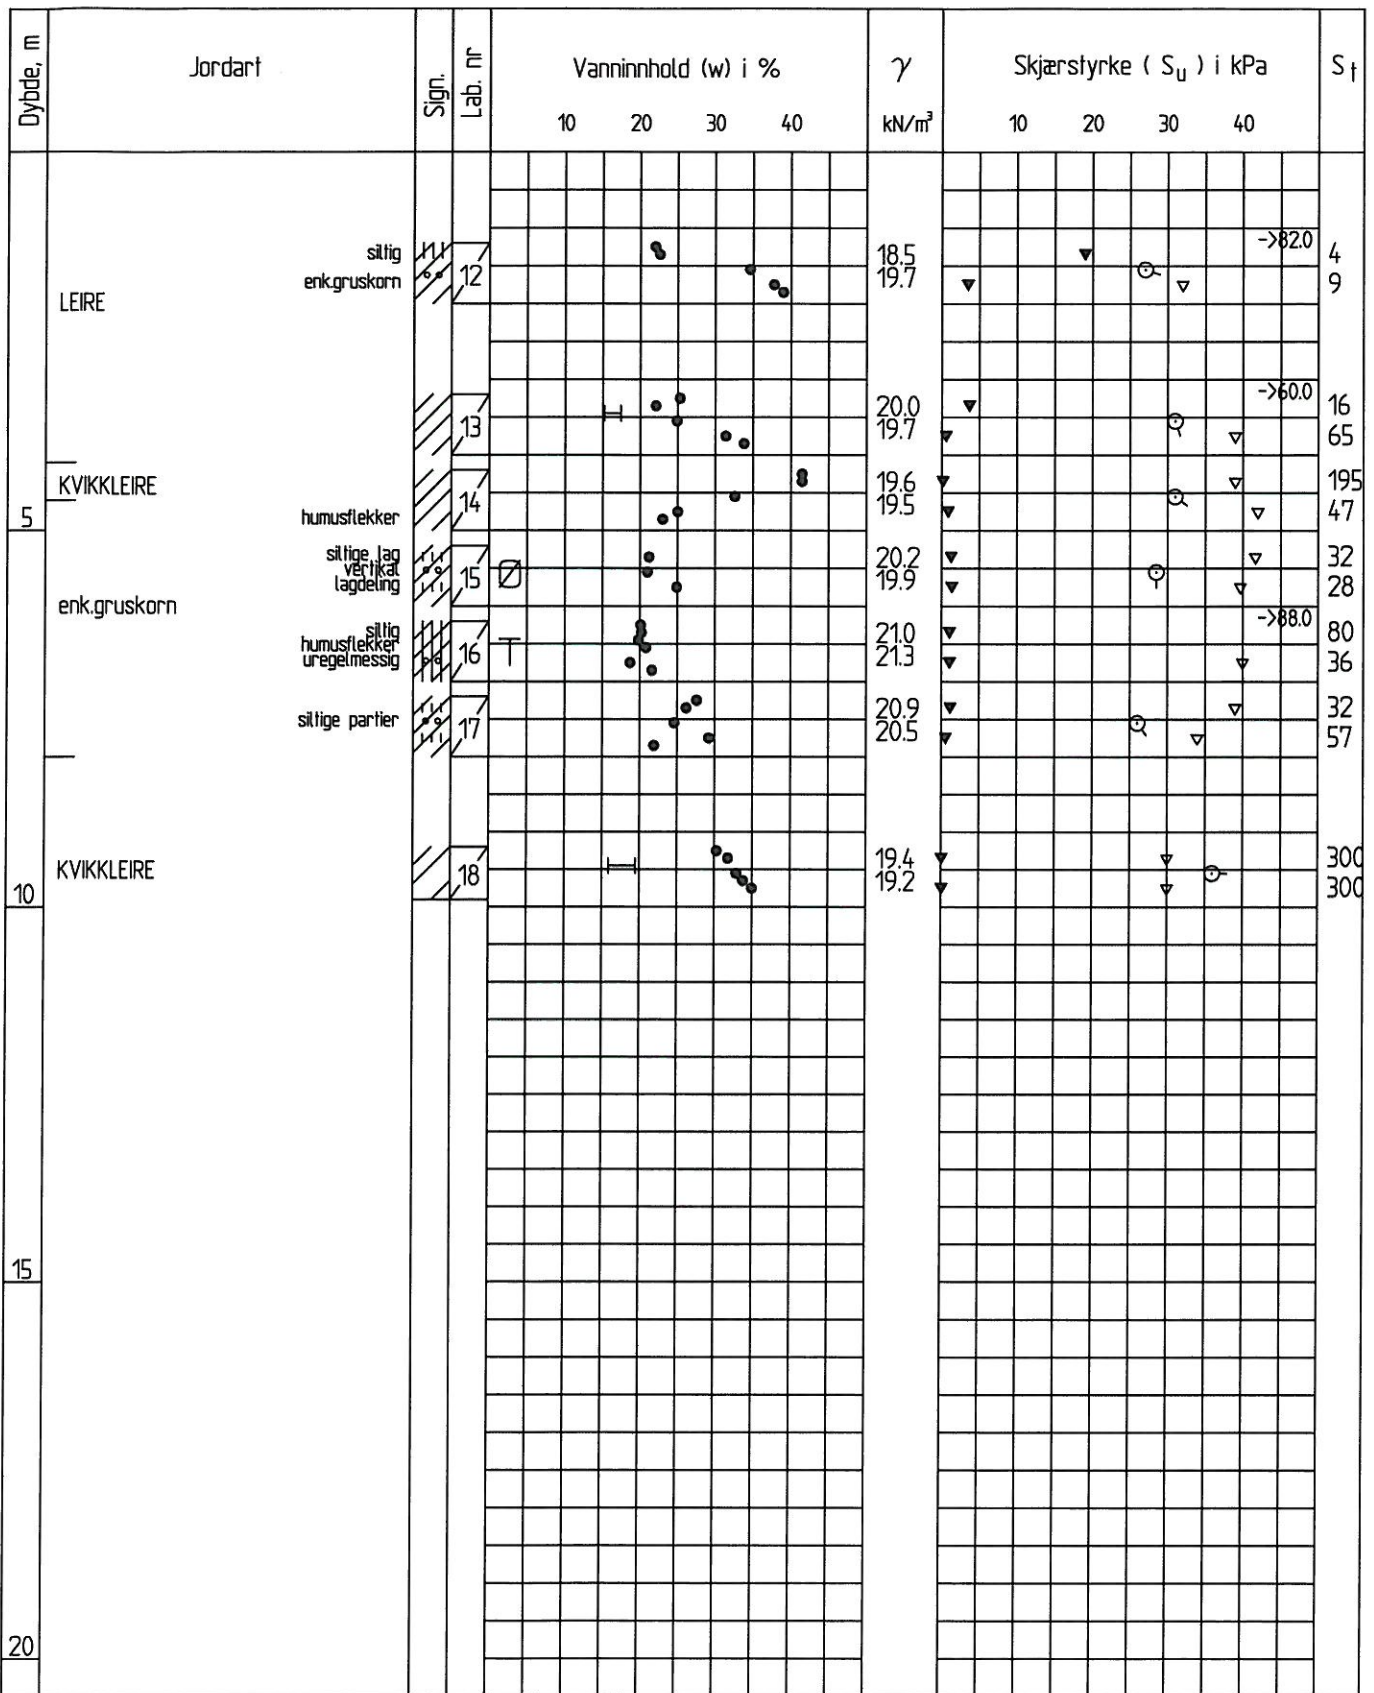 Dybde, m
Jordart
Sign.
Lab. nr
Vanninnhold (w) i %
10 20 30 40
γ
kN/m³
Skjærstyrke ( Su ) i kPa
10 20 30 40
St
->82.0
siltig
18.5
4
enk.gruskorn
12
19.7
9
LEIRE
->60.0
20.0
16
13
19.7
65
KVIKKLEIRE
19.6
195
14
19.5
47
5
humusflekker
siltige lag
20.2
32
vertikal
15
19.9
lagdeling
28
enk.gruskorn
->88.0
siltig
21.0
80
humusflekker
16
uregelmessig
21.3
36
20.9
32
siltige partier
17
20.5
57
19.4
300
KVIKKLEIRE
18
19.2
300
10
15
20